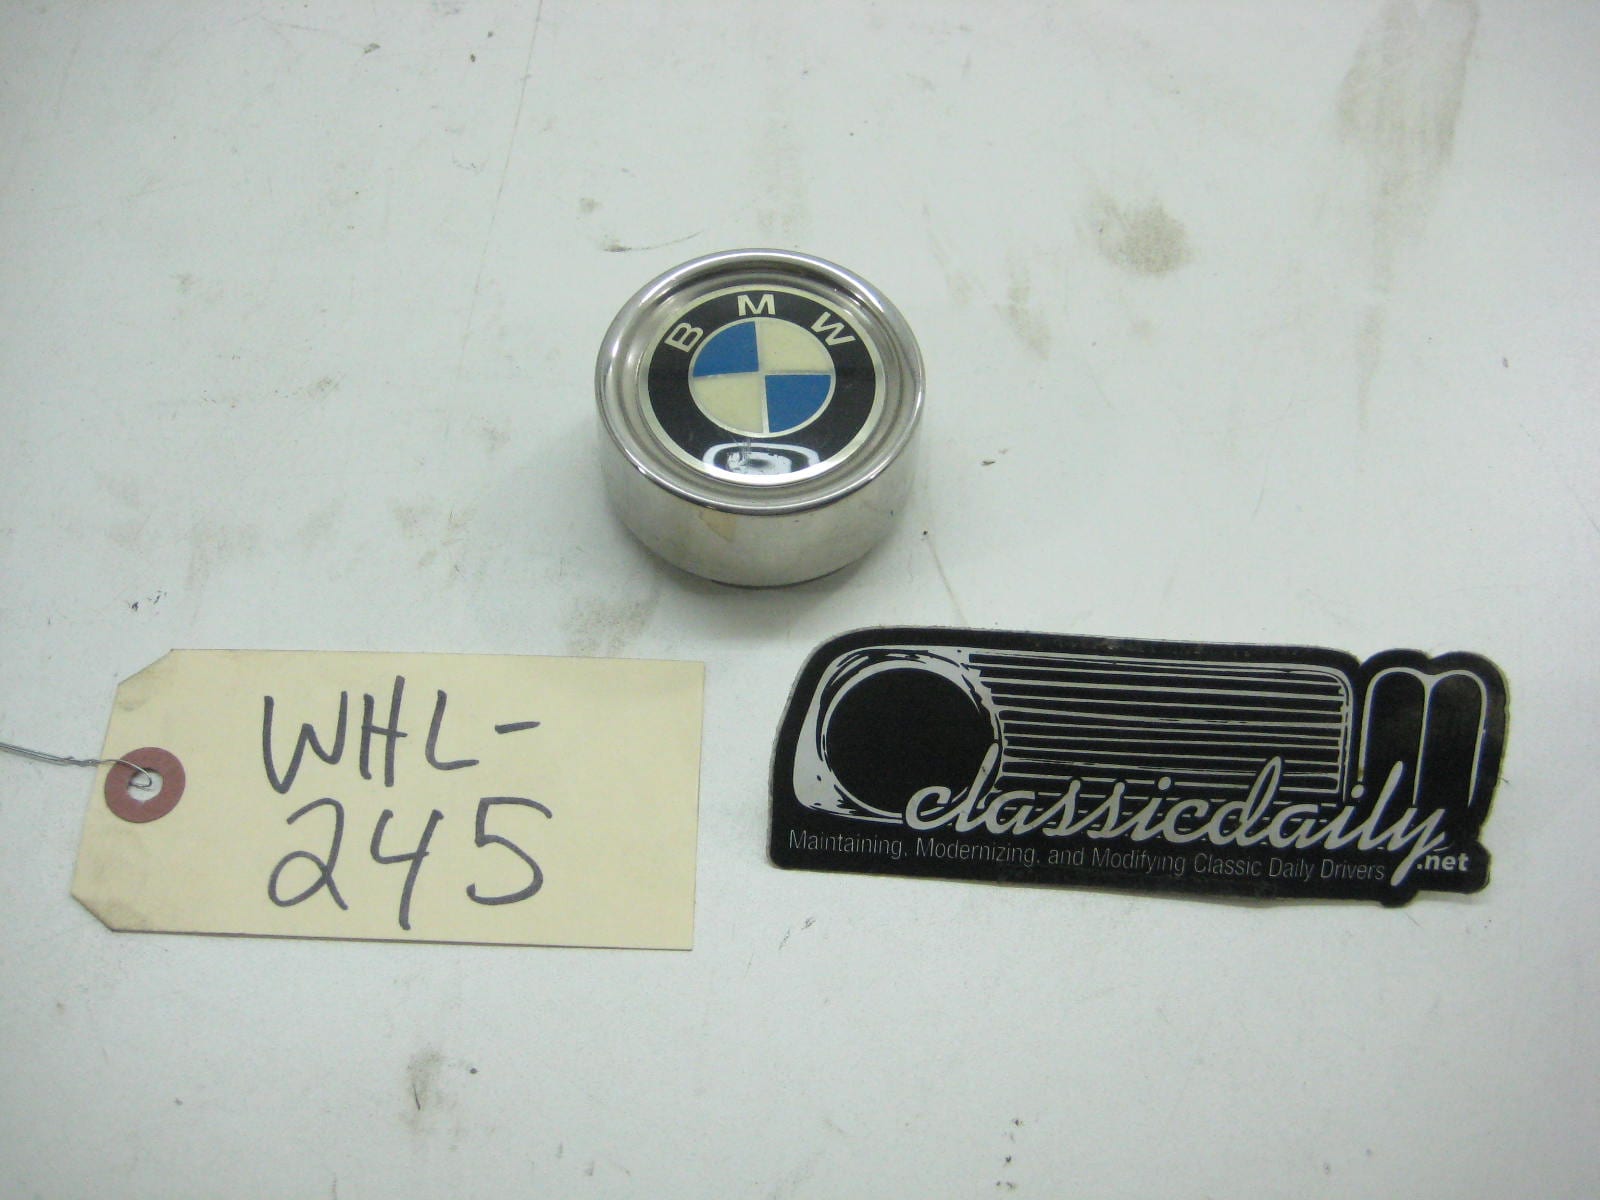 BMW
WHL-
245
classicdaily
.net
Maintaining, Modernizing, and Modifying Classic Daily Drivers